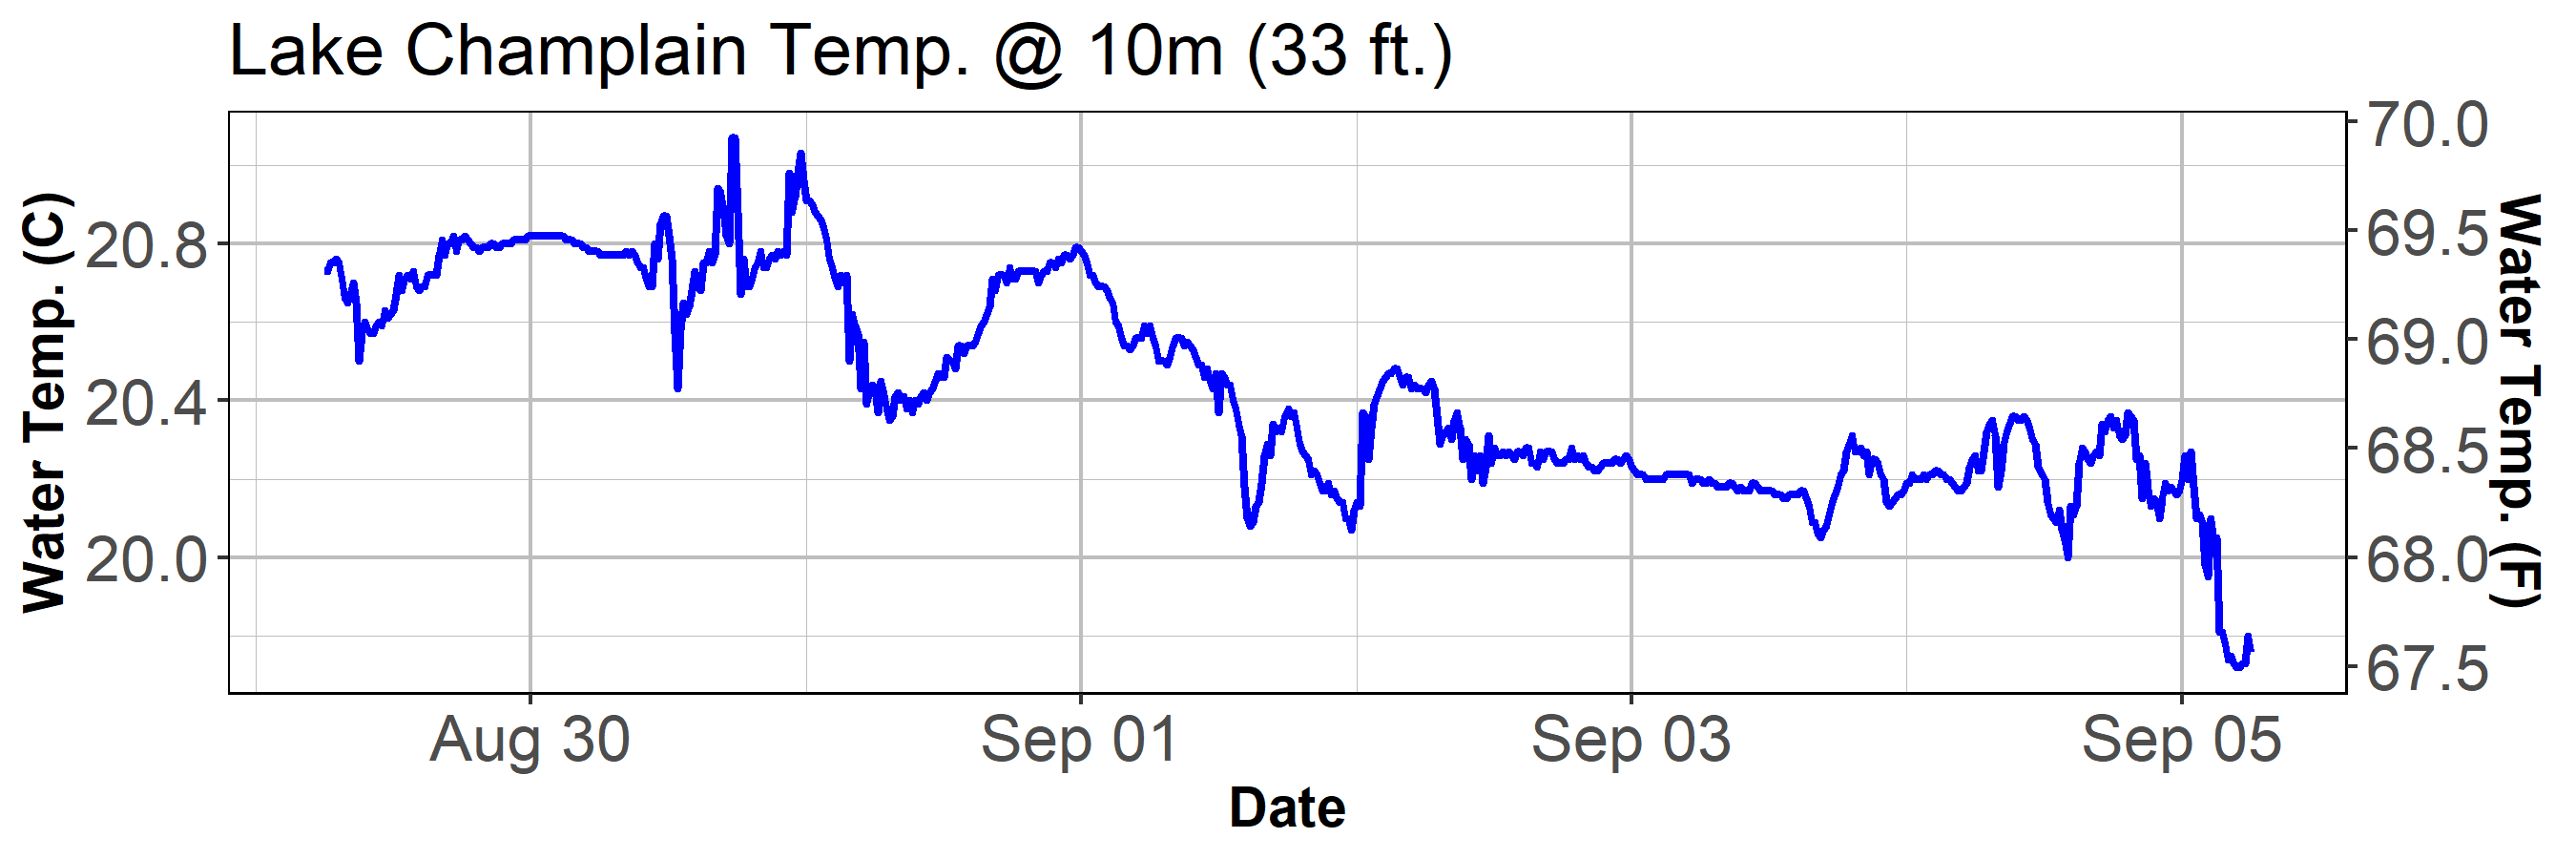 Lake Champlain Temp. @ 10m (33 ft.)
Water Temp. (C)
20.8
20.4
20.0
70.0
69.5
69.0
68.5
68.0
67.5
Water Temp. (F)
Aug 30
Sep 01
Sep 03
Sep 05
Date